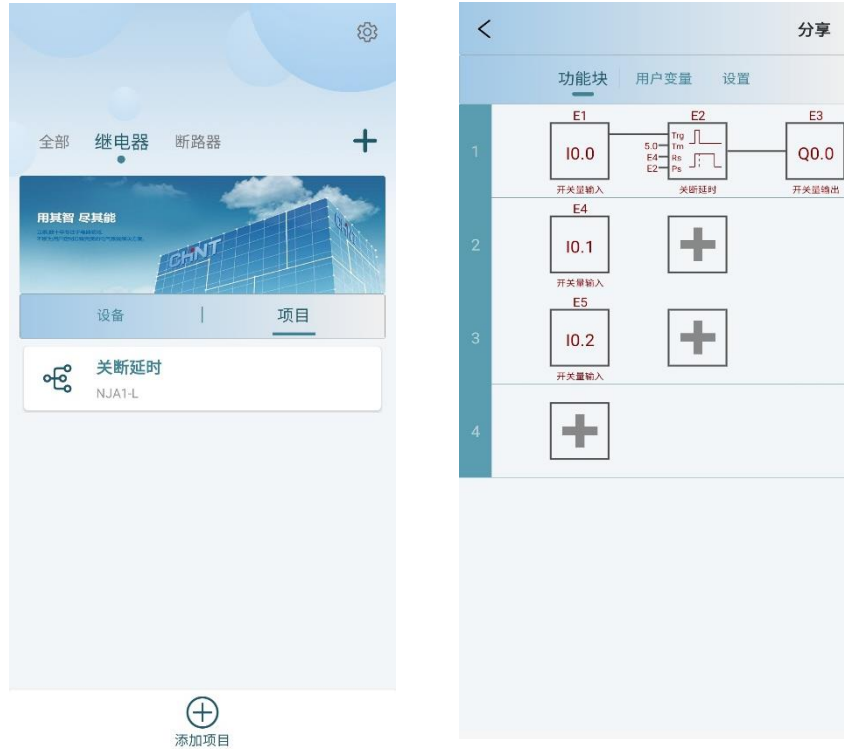 全部
继电器
断路器
用其智 尽其能
CHNT
设备
项目
关断延时
NJA1-L
添加项目
分享
功能块
用户变量
设置
1
E1
I0.0
开关量输入
E2
Trg
5.0 Tm
E4 Rs
E2 Ps
关断延时
E3
Q0.0
开关量输出
2
E4
I0.1
开关量输入
3
E5
I0.2
开关量输入
4